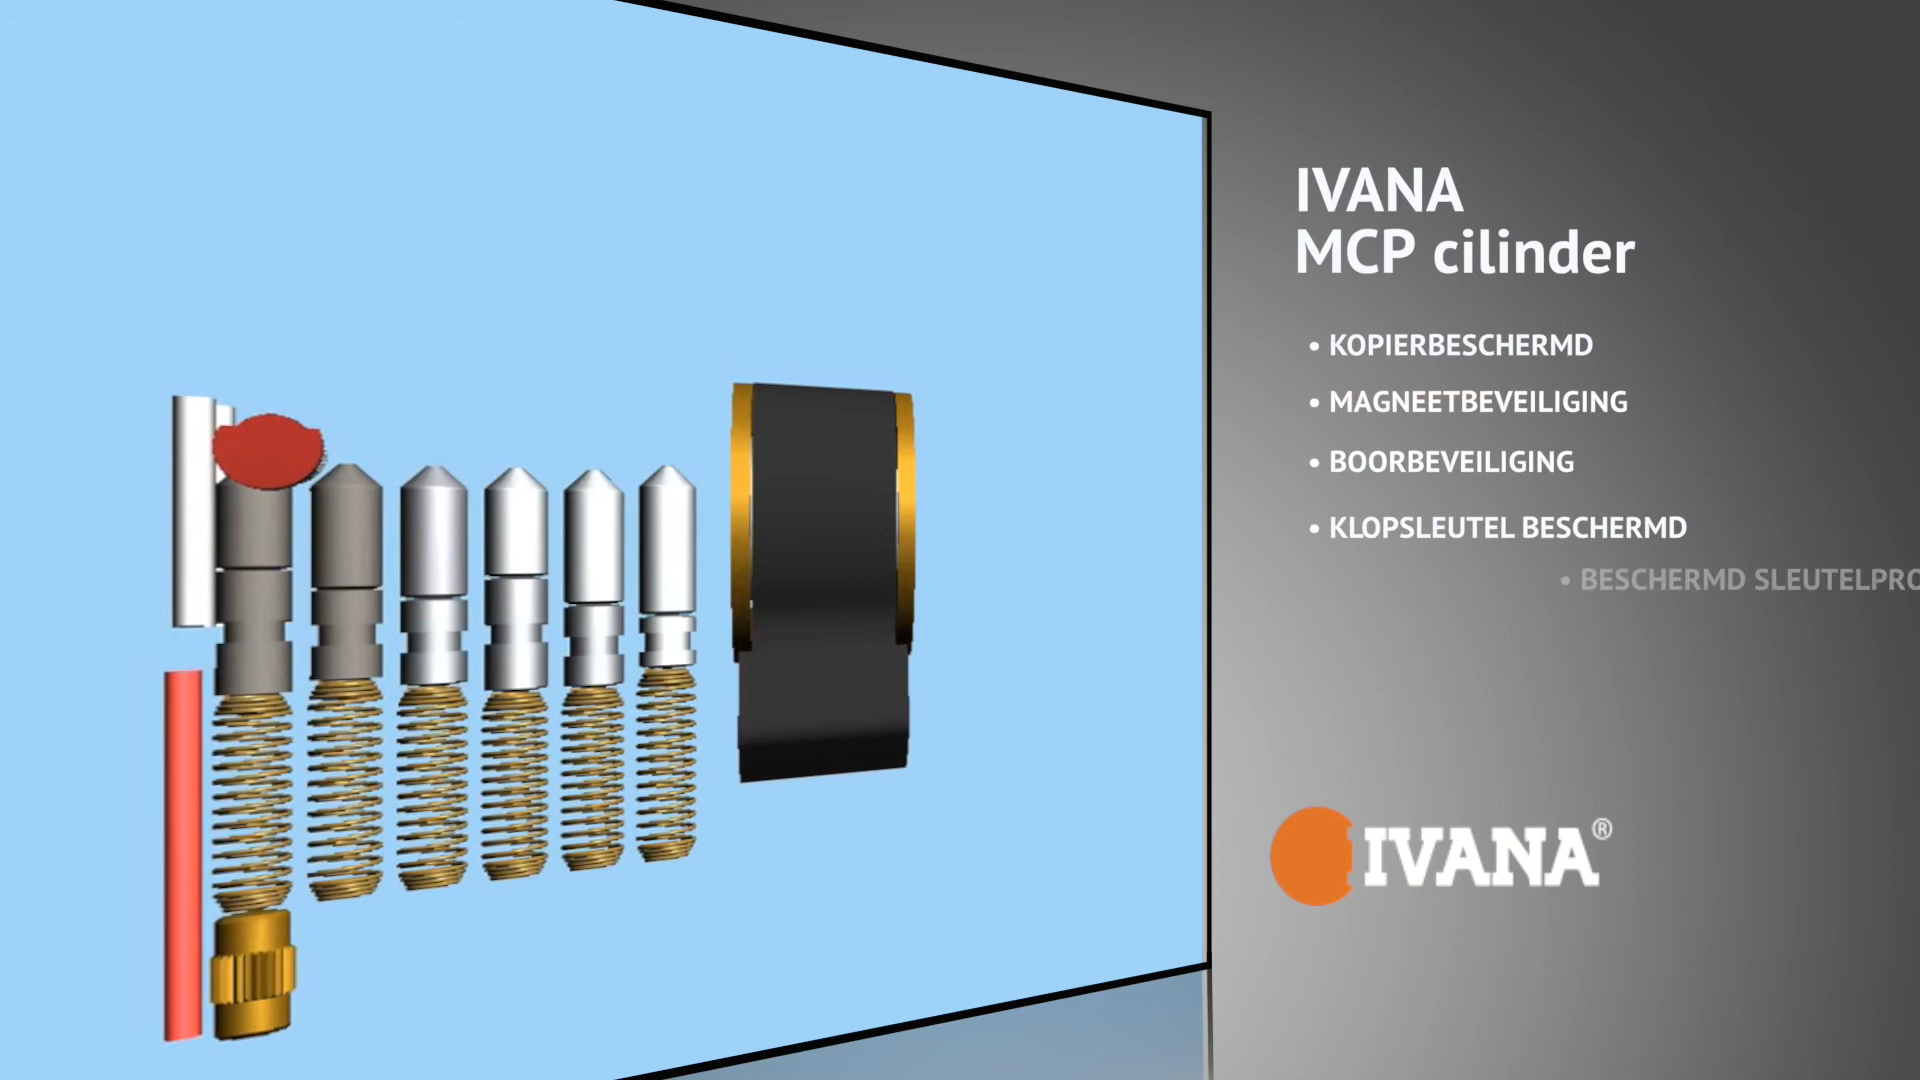 IVANA
MCP cilinder
• KOPIERBESCHERMD
• MAGNEETBEVEILIGING
• BOORBEVEILIGING
• KLOPSLEUTEL BESCHERMD
• BESCHERMD
IVANA®